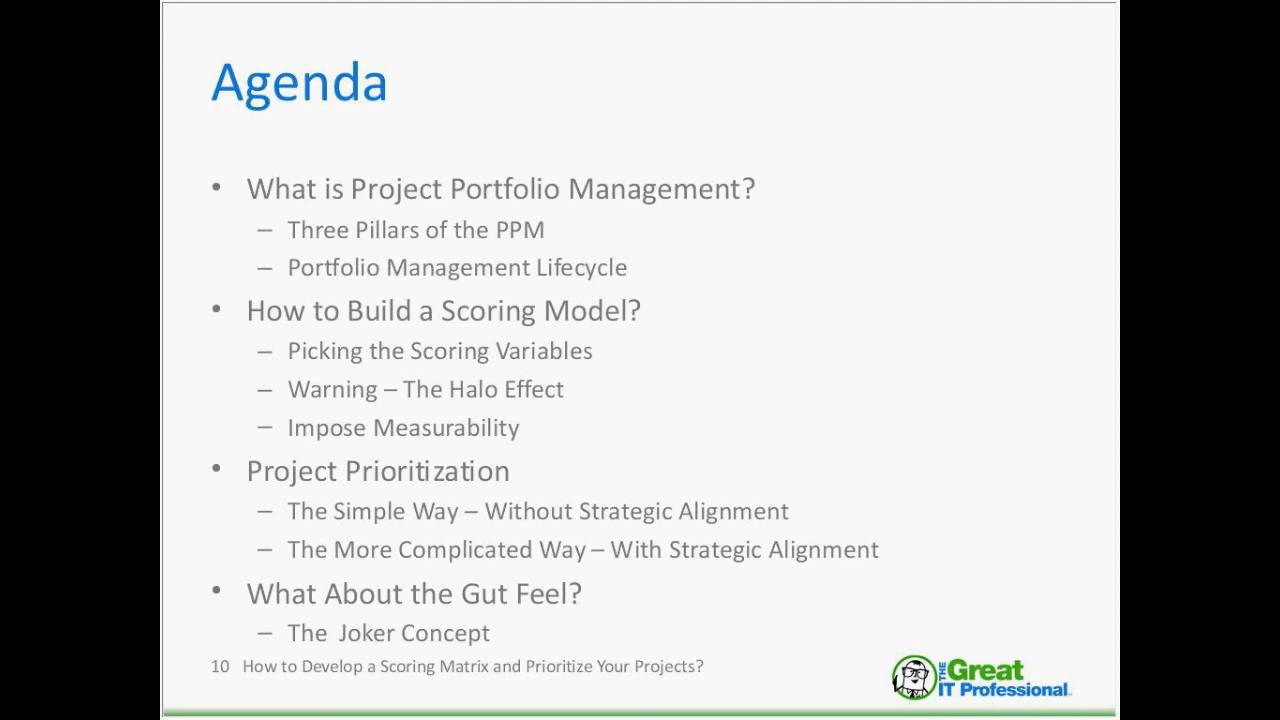 Agenda
• What is Project Portfolio Management?
– Three Pillars of the PPM
– Portfolio Management Lifecycle
• How to Build a Scoring Model?
– Picking the Scoring Variables
– Warning – The Halo Effect
– Impose Measurability
• Project Prioritization
– The Simple Way – Without Strategic Alignment
– The More Complicated Way – With Strategic Alignment
• What About the Gut Feel?
– The Joker Concept
10 How to Develop a Scoring Matrix and Prioritize Your Projects?
THE Great
IT Professional